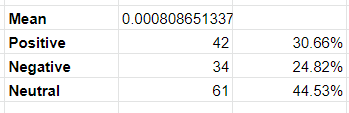 Mean 0.000808651337
Positive 42 30.66%
Negative 34 24.82%
Neutral 61 44.53%